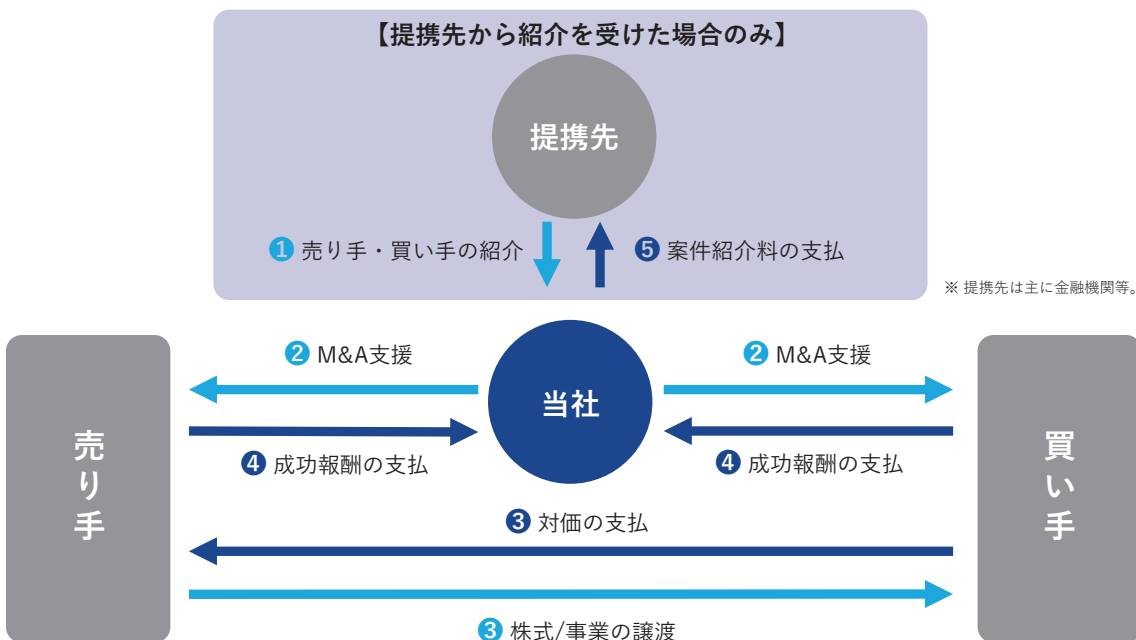 【提携先から紹介を受けた場合のみ】
提携先
❶ 売り手・買い手の紹介
❺ 案件紹介料の支払
※ 提携先は主に金融機関等。
❷ M&A支援
❷ M&A支援
当社
売り手
買い手
❹ 成功報酬の支払
❹ 成功報酬の支払
❸ 対価の支払
❸ 株式/事業の譲渡